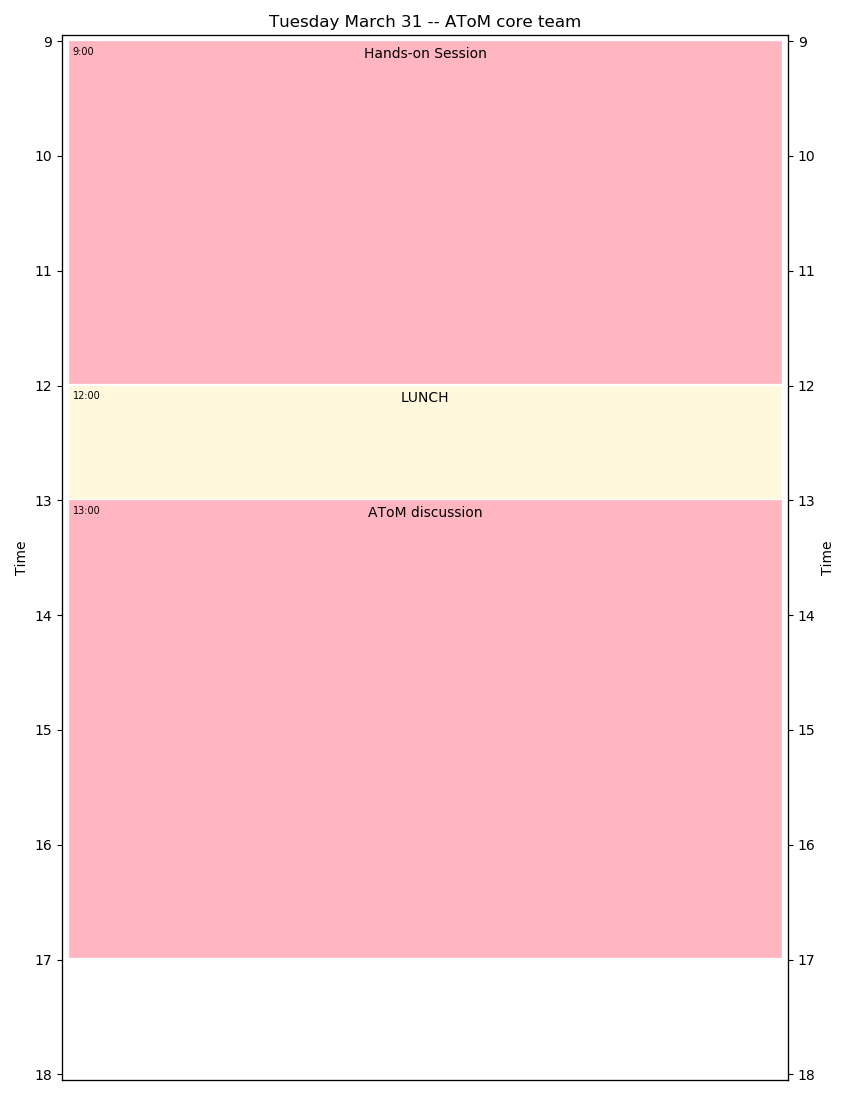 Tuesday March 31 -- AToM core team
9 9:00 Hands-on Session 9
10 10
11 11
12 12:00 LUNCH 12
13 13:00 AToM discussion 13
Time Time
14 14
15 15
16 16
17 17
18 18